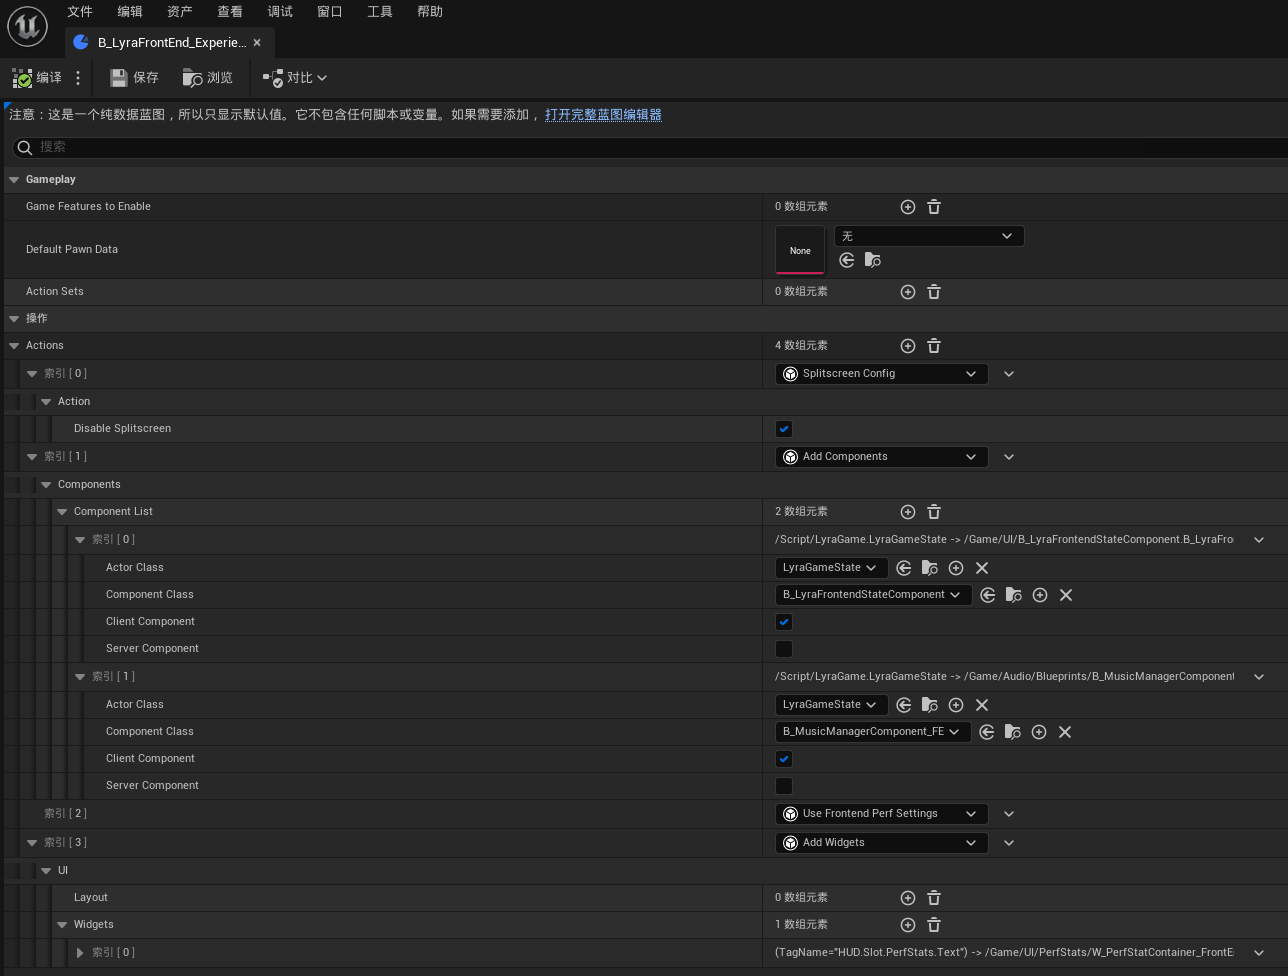 文件 编辑 资产 查看 调试 窗口 工具 帮助
B_LyraFrontEnd_Experie...
编译 保存 浏览 对比
注意：这是一个纯数据蓝图，所以只显示默认值。它不包含任何脚本或变量。如果需要添加，打开完整蓝图编辑器
搜索
Gameplay
Game Features to Enable 0 数组元素
Default Pawn Data None 无
Action Sets 0 数组元素
操作
Actions 4 数组元素
索引 [ 0 ] Splitscreen Config
Action
Disable Splitscreen
索引 [ 1 ] Add Components
Components
Component List 2 数组元素
索引 [ 0 ] /Script/LyraGame.LyraGameState -> /Game/UI/B_LyraFrontendStateComponent.B_LyraFro
Actor Class LyraGameState
Component Class B_LyraFrontendStateComponent
Client Component
Server Component
索引 [ 1 ] /Script/LyraGame.LyraGameState -> /Game/Audio/Blueprints/B_MusicManagerComponent
Actor Class LyraGameState
Component Class B_MusicManagerComponent_FE
Client Component
Server Component
索引 [ 2 ] Use Frontend Perf Settings
索引 [ 3 ] Add Widgets
UI
Layout 0 数组元素
Widgets 1 数组元素
索引 [ 0 ] (TagName="HUD.Slot.PerfStats.Text") -> /Game/UI/PerfStats/W_PerfStatContainer_FrontE